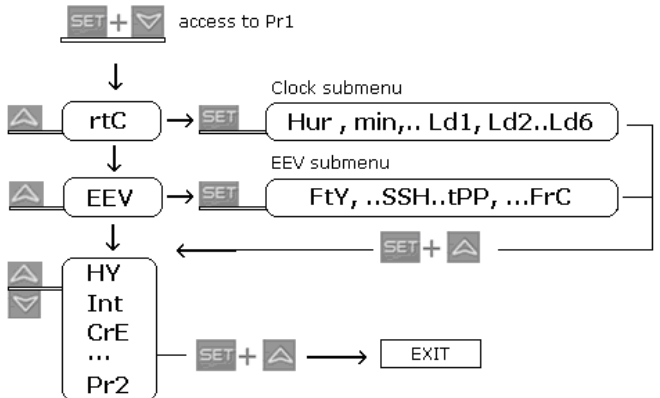 SET + access to Pr1
Clock submenu
rtC SET Hur , min,.. Ld1, Ld2..Ld6
EEV submenu
EEV SET FtY, ..SSH..tPP, ...FrC
SET +
HY
Int
CrE
...
Pr2
SET + EXIT